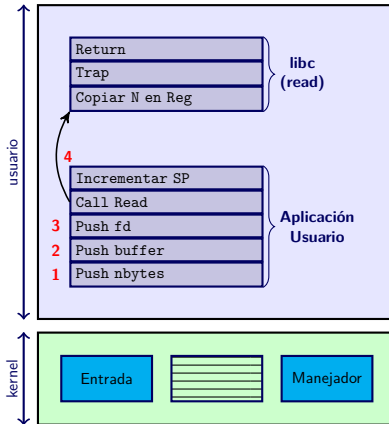 usuario
Return
Trap
Copiar N en Reg
libc
(read)
4
Incrementar SP
Call Read
3 Push fd
2 Push buffer
1 Push nbytes
Aplicación
Usuario
kernel
Entrada
Manejador